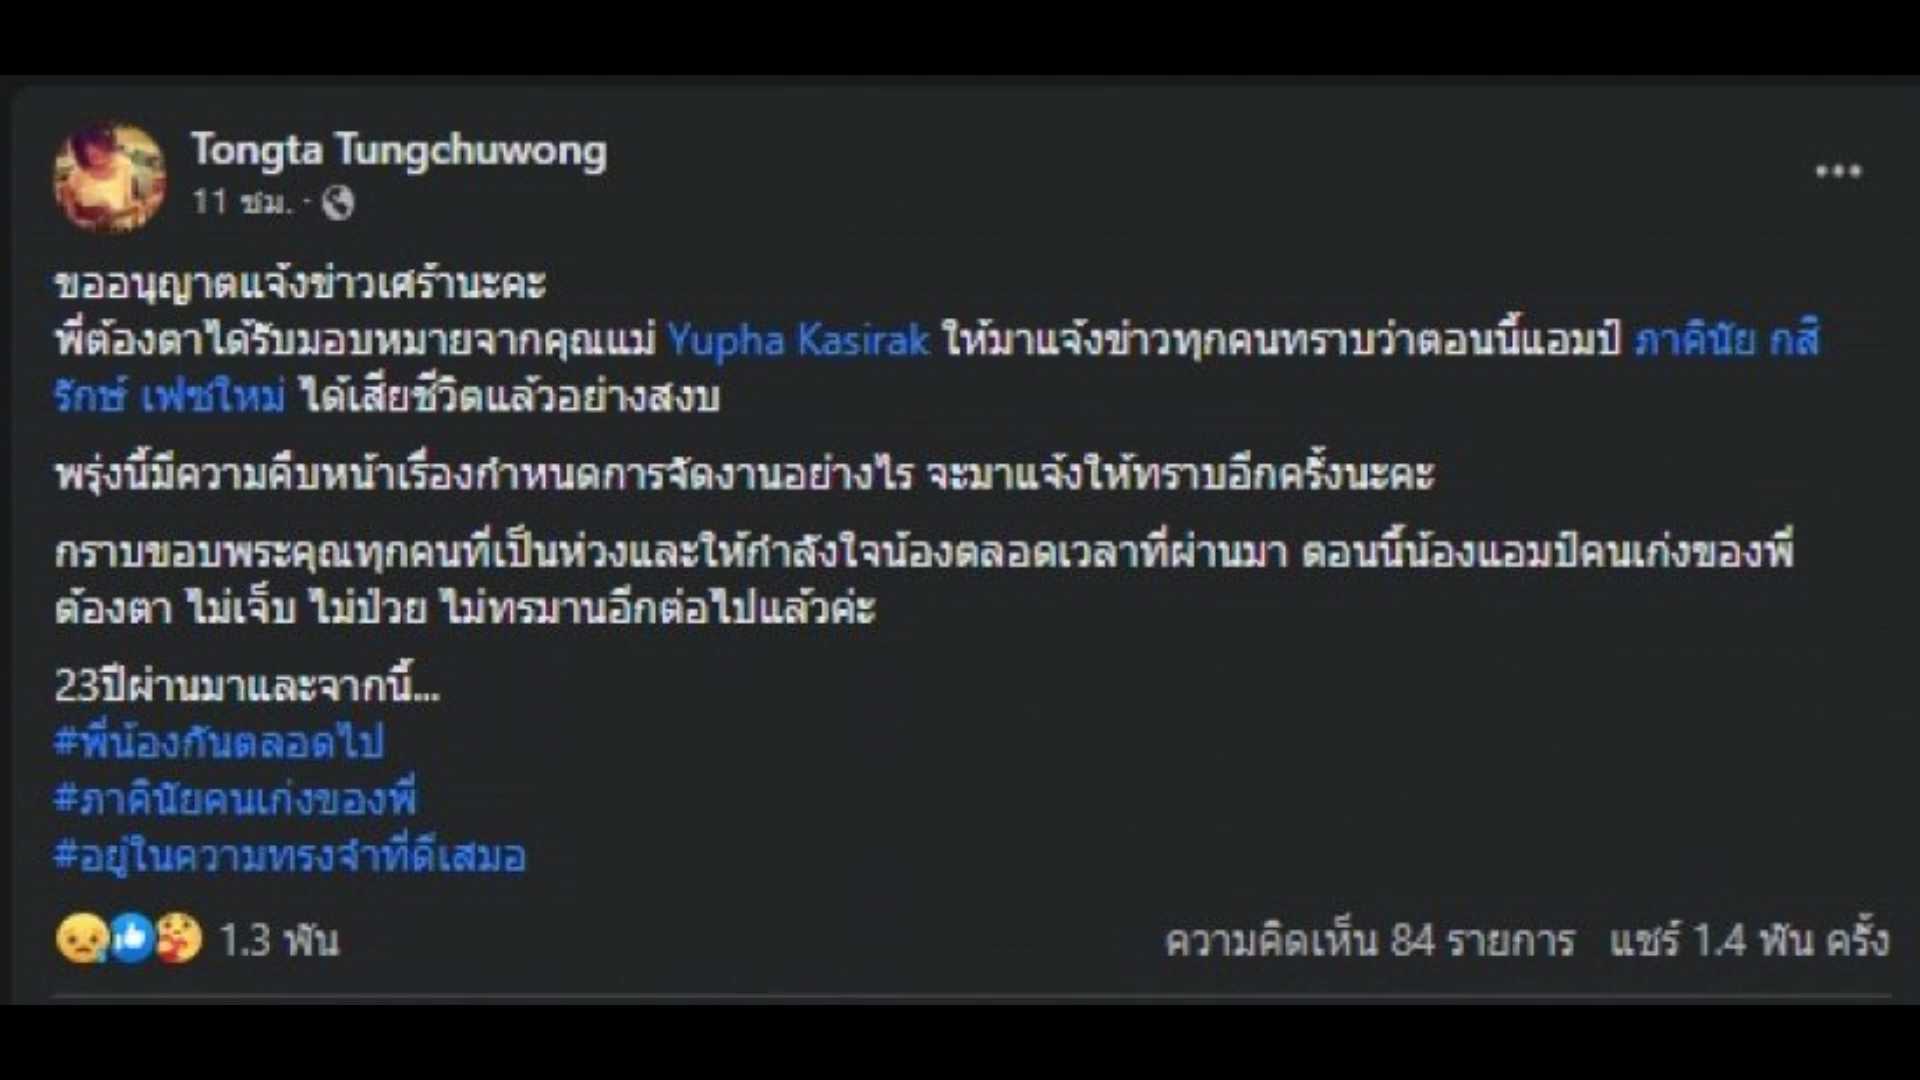 Tongta Tungchuwong
11 ชม. ·
ขออนุญาตแจ้งข่าวเศร้านะคะ
พี่ต้องตาได้รับมอบหมายจากคุณแม่ Yupha Kasirak ให้มาแจ้งข่าวทุกคนทราบว่าตอนนี้แอมป์ ภาคินัย กสิ
รักษ์ เฟซใหม่ ได้เสียชีวิตแล้วอย่างสงบ
พรุ่งนี้มีความคืบหน้าเรื่องกำหนดการจัดงานอย่างไร จะมาแจ้งให้ทราบอีกครั้งนะคะ
กราบขอบพระคุณทุกคนที่เป็นห่วงและให้กำลังใจน้องตลอดเวลาที่ผ่านมา ตอนนี้น้องแอมป์คนเก่งของพี่
ต้องตา ไม่เจ็บ ไม่ป่วย ไม่ทรมานอีกต่อไปแล้วค่ะ
23ปีผ่านมาและจากนี้...
#พี่น้องกันตลอดไป
#ภาคินัยคนเก่งของพี่
#อยู่ในความทรงจำที่ดีเสมอ
1.3 พัน ความคิดเห็น 84 รายการ แชร์ 1.4 พัน ครั้ง